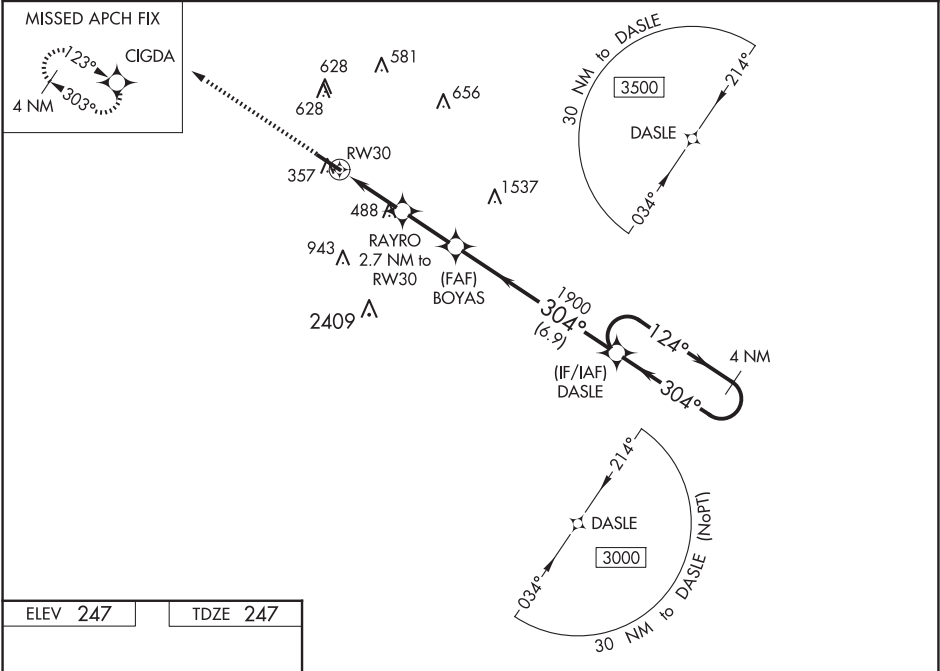 MISSED APCH FIX
CIGDA
123°
303°
4 NM
628
628
581
656
357
RW30
488
RAYRO
2.7 NM to
RW30
943
2409
1537
(FAF)
BOYAS
1900
304°
(6.9)
(IF/IAF)
DASLE
124°
304°
4 NM
30 NM to DASLE
3500
214°
DASLE
034°
214°
DASLE
3000
034°
30 NM to DASLE (NoPT)
ELEV 247
TDZE 247